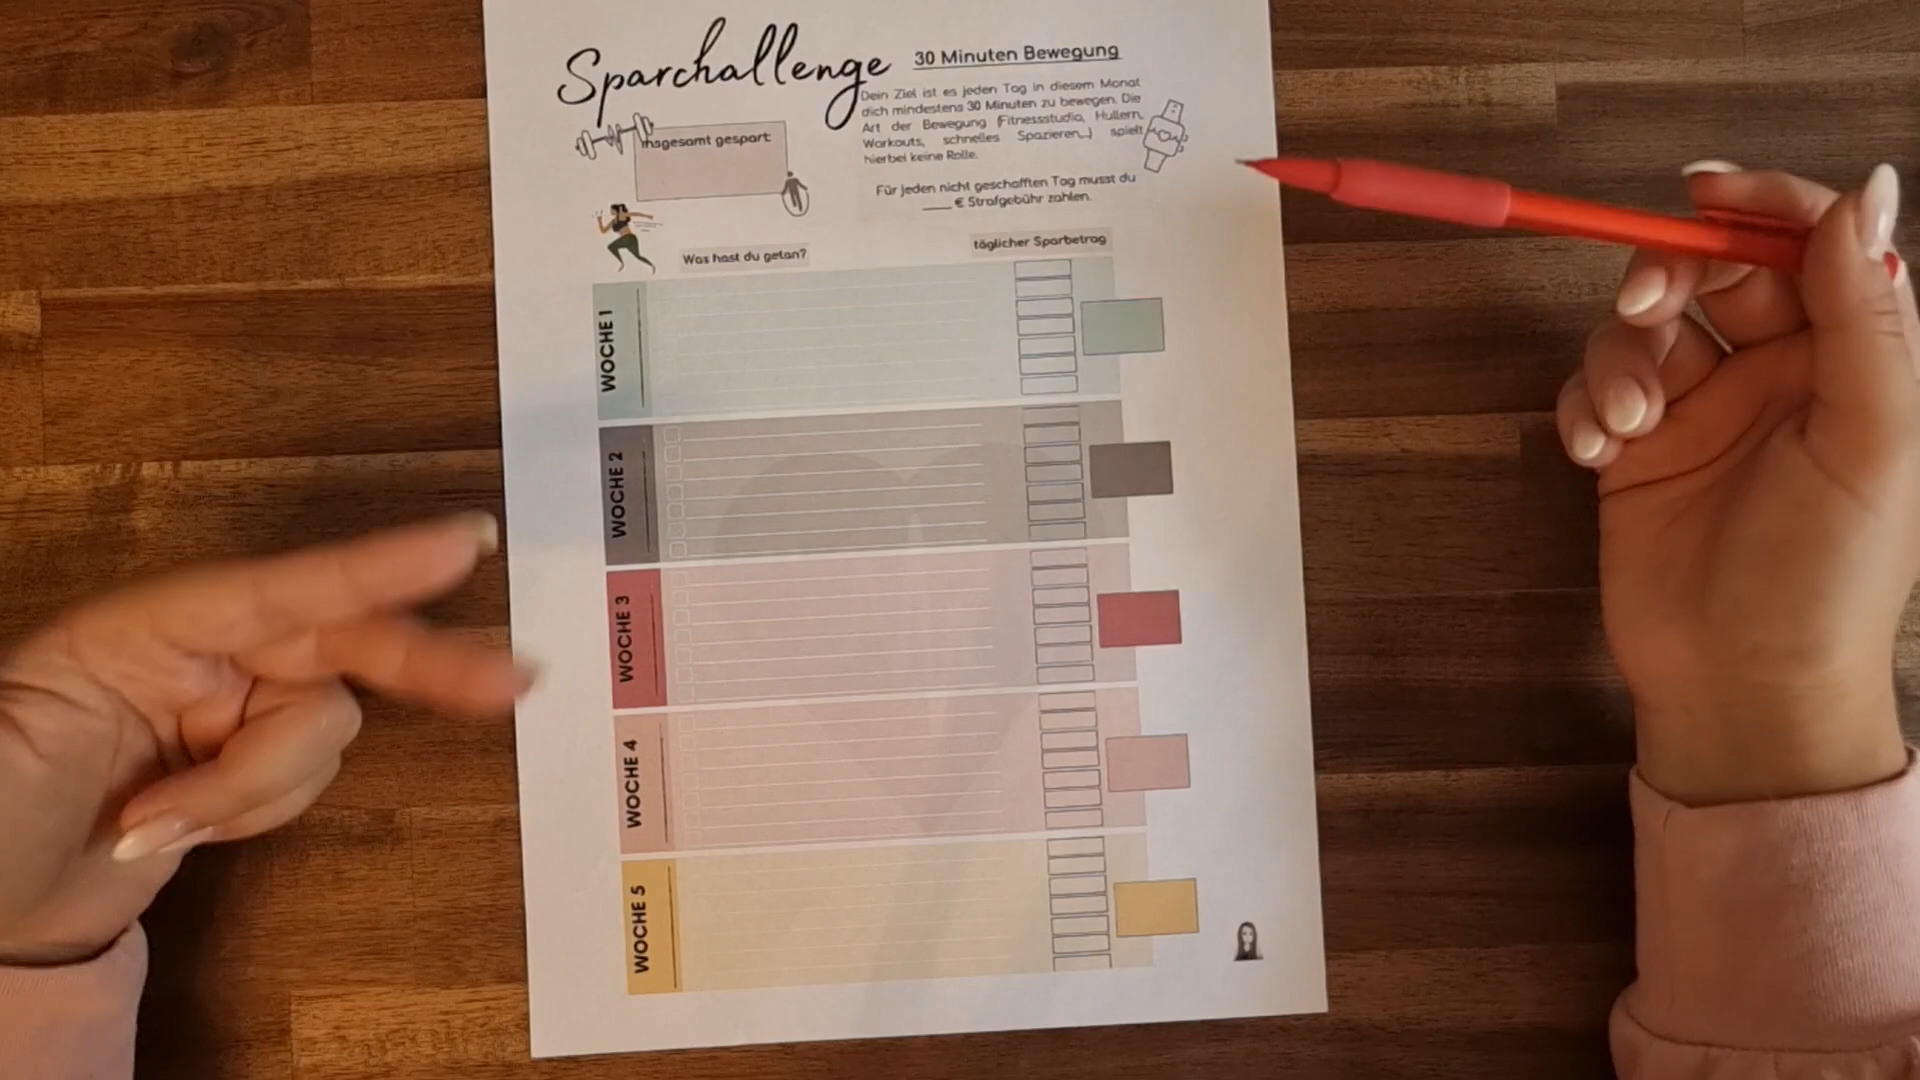 Sparchallenge
30 Minuten Bewegung
Dein Ziel ist es jeden Tag in diesem Monat
dich mindestens 30 Minuten zu bewegen. Die
Art der Bewegung (Fitnessstudio, Hullern,
Workouts, schnelles Spazieren,..) spielt
hierbei keine Rolle.
insgesamt gespart:
Für jeden nicht geschafften Tag musst du
____ € Strafgebühr zahlen.
Was hast du getan?
täglicher Sparbetrag
WOCHE 1
WOCHE 2
WOCHE 3
WOCHE 4
WOCHE 5